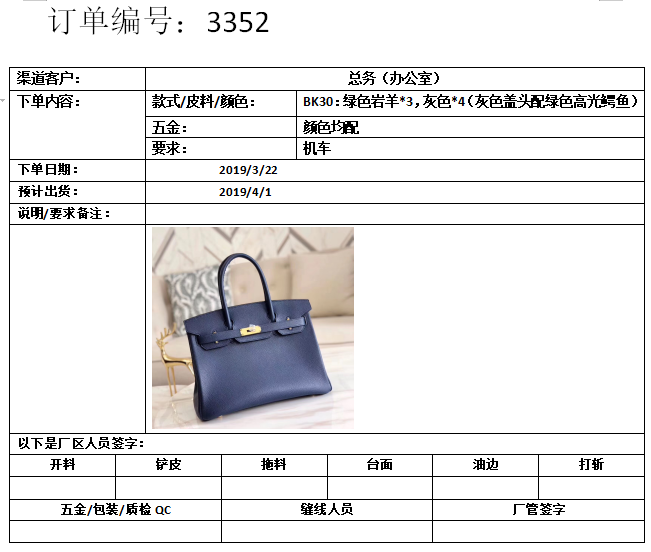 订单编号：3352
渠道客户： 总务（办公室）
下单内容： 款式/皮料/颜色： BK30：绿色岩羊*3，灰色*4（灰色盖头配绿色高光鳄鱼）
五金： 颜色均配
要求： 机车
下单日期： 2019/3/22
预计出货： 2019/4/1
说明/要求备注：
以下是厂区人员签字：
开料 铲皮 拖料 台面 油边 打斩
五金/包装/质检 QC 缝线人员 厂管签字